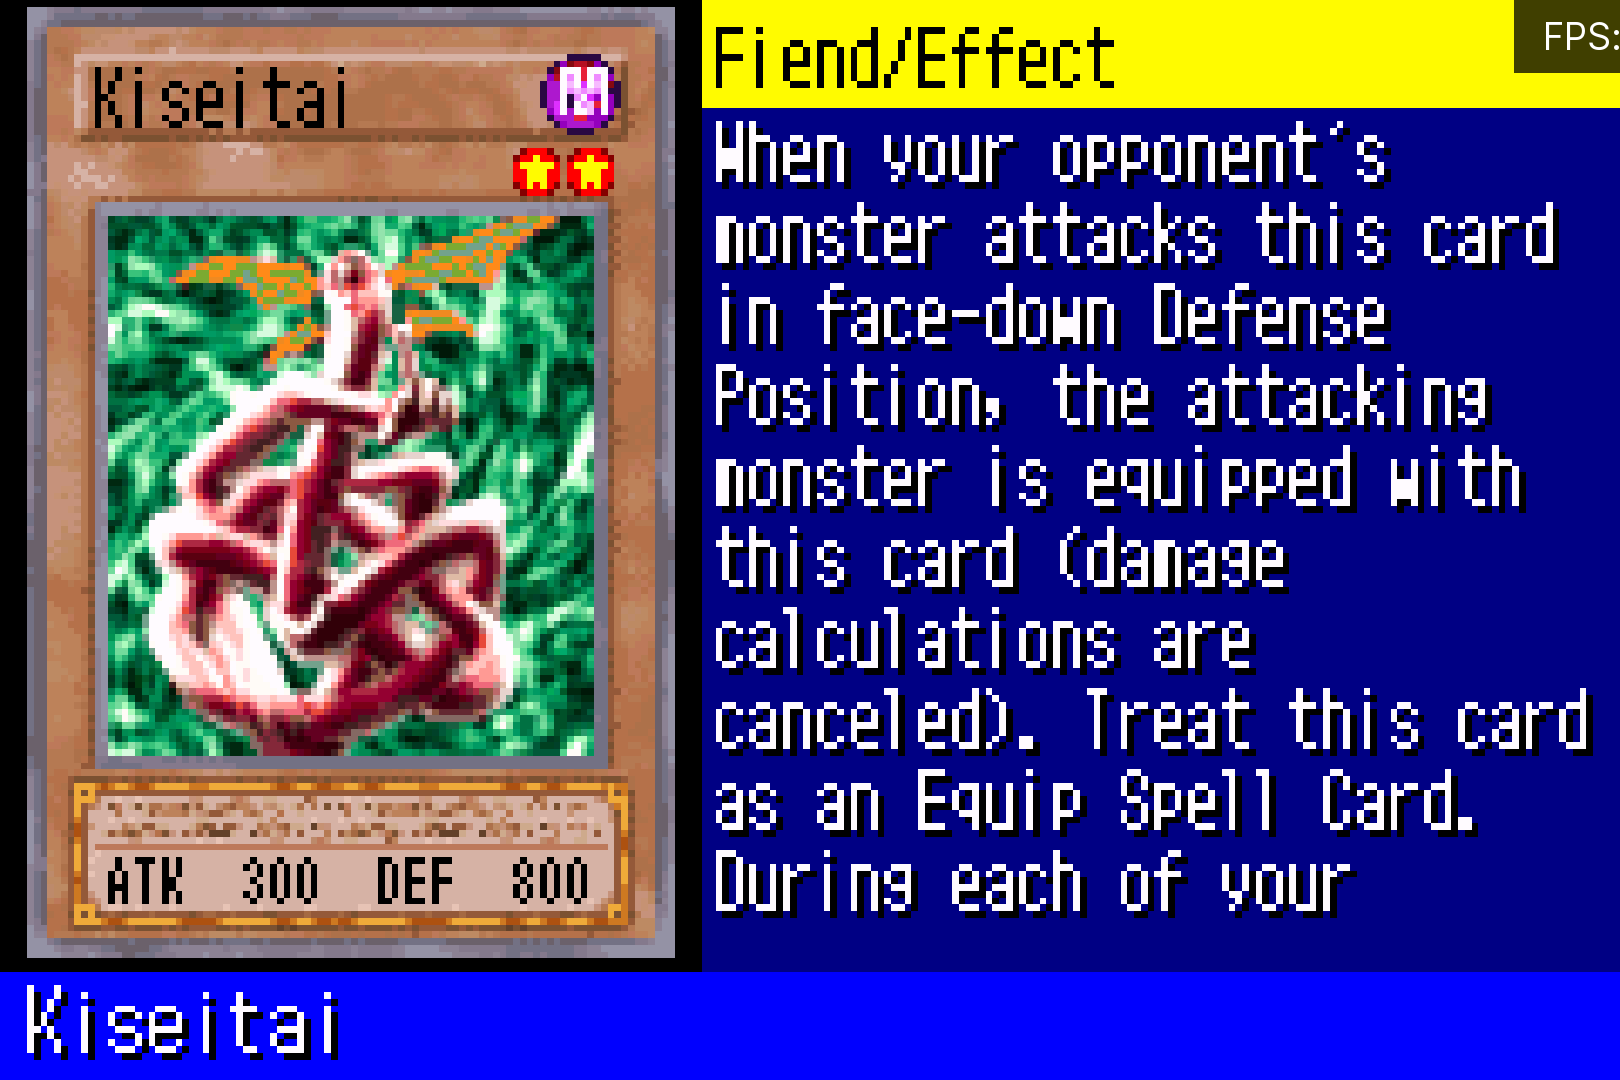 Kiseitai
ATK 300 DEF 800
Fiend/Effect
FPS:
When your opponent's
monster attacks this card
in face-down Defense
Position, the attacking
monster is equipped with
this card (damage
calculations are
canceled). Treat this card
as an Equip Spell Card.
During each of your
Kiseitai